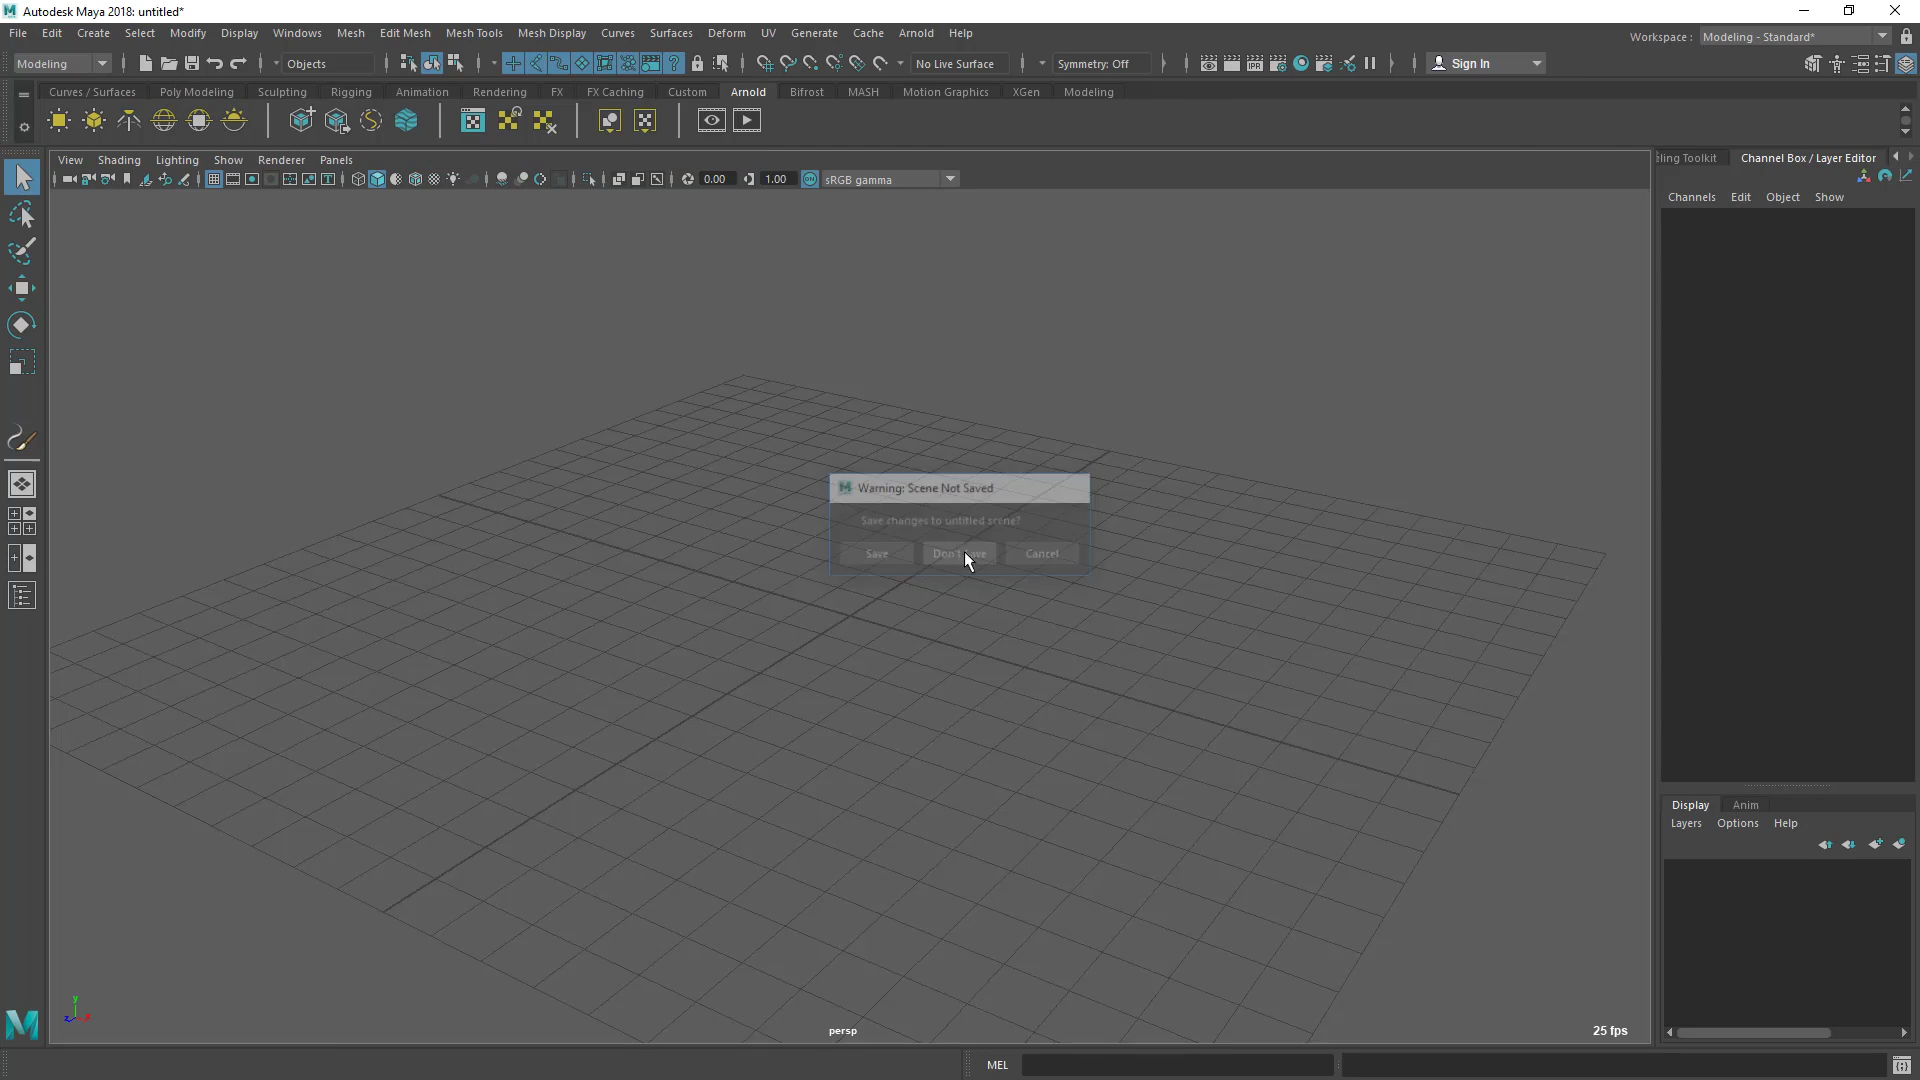 Autodesk Maya 2018: untitled*
File Edit Create Select Modify Display Windows Mesh Edit Mesh Mesh Tools Mesh Display Curves Surfaces Deform UV Generate Cache Arnold Help
Workspace : Modeling - Standard*
Modeling Objects No Live Surface Symmetry: Off Sign In
Curves / Surfaces Poly Modeling Sculpting Rigging Animation Rendering FX FX Caching Custom Arnold Bifrost MASH Motion Graphics XGen Modeling
View Shading Lighting Show Renderer Panels
eling Toolkit Channel Box / Layer Editor
0.00 1.00 ON sRGB gamma
Channels Edit Object Show
Warning: Scene Not Saved
Save changes to untitled scene?
Save Cancel
Display Anim
Layers Options Help
y
z x
persp
25 fps
MEL